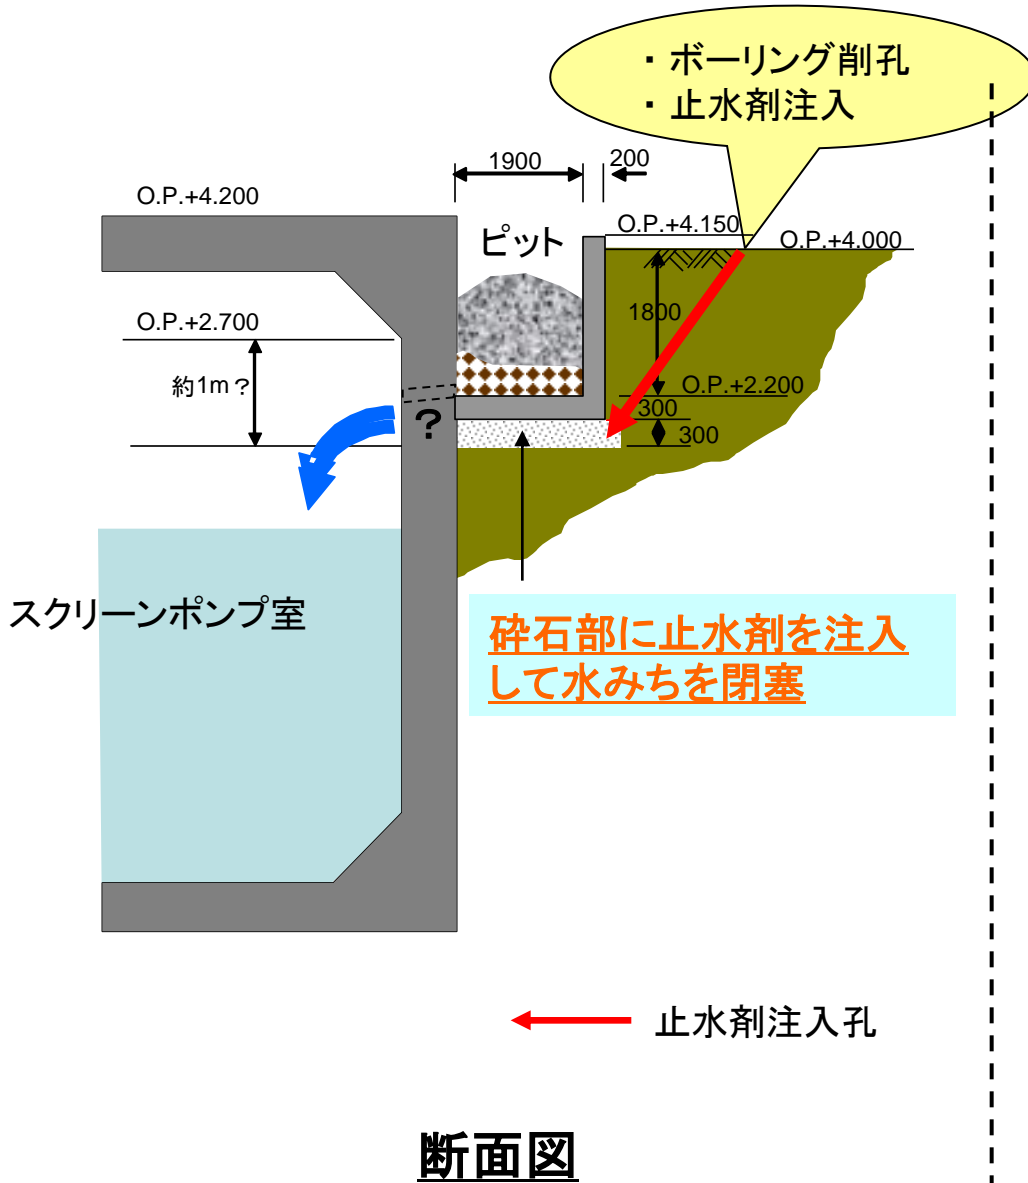 ・ ボーリング削孔
・ 止水剤注入
1900
200
O.P.+4.200
O.P.+4.150
O.P.+4.000
ピット
O.P.+2.700
1800
約1m？
O.P.+2.200
300
？
300
スクリーンポンプ室
砕石部に止水剤を注入
して水みちを閉塞
止水剤注入孔
断面図